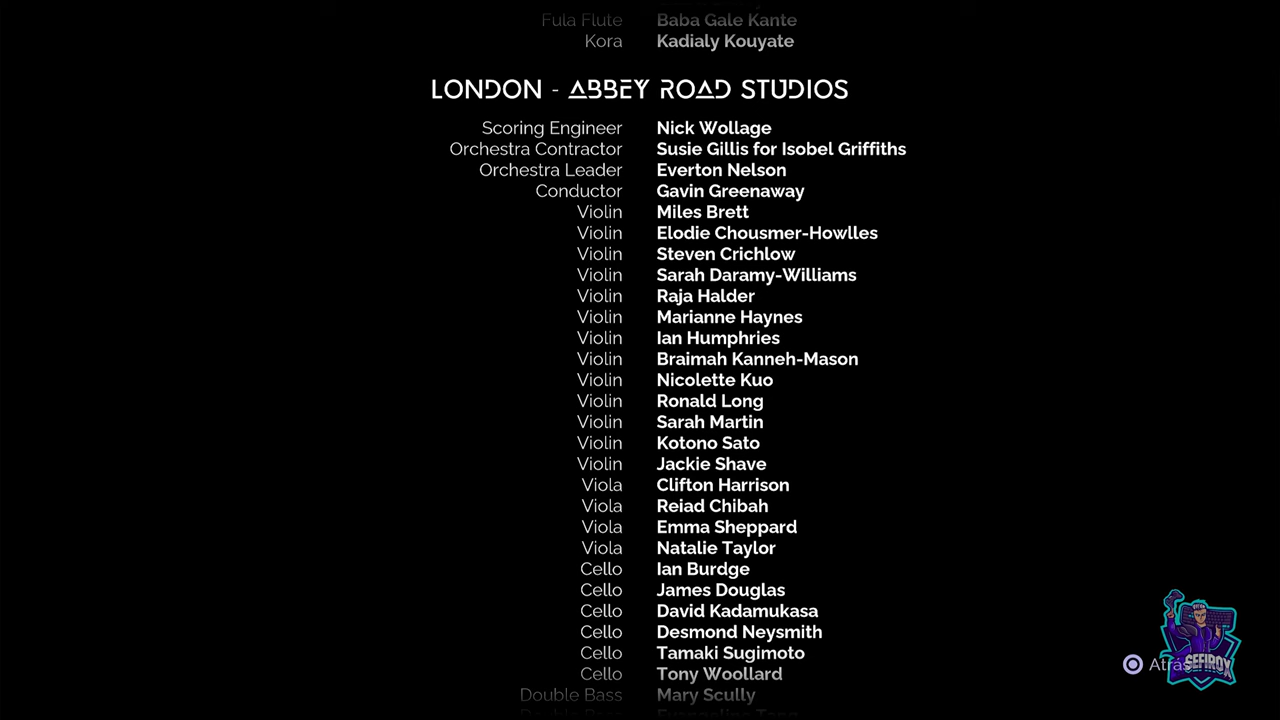 Fula Flute Baba Gale Kante
Kora Kadialy Kouyate
LONDON - ABBEY ROAD STUDIOS
Scoring Engineer Nick Wollage
Orchestra Contractor Susie Gillis for Isobel Griffiths
Orchestra Leader Everton Nelson
Conductor Gavin Greenaway
Violin Miles Brett
Violin Elodie Chousmer-Howlles
Violin Steven Crichlow
Violin Sarah Daramy-Williams
Violin Raja Halder
Violin Marianne Haynes
Violin Ian Humphries
Violin Braimah Kanneh-Mason
Violin Nicolette Kuo
Violin Ronald Long
Violin Sarah Martin
Violin Kotono Sato
Violin Jackie Shave
Viola Clifton Harrison
Viola Reiad Chibah
Viola Emma Sheppard
Viola Natalie Taylor
Cello Ian Burdge
Cello James Douglas
Cello David Kadamukasa
Cello Desmond Neysmith
Cello Tamaki Sugimoto
Cello Tony Woollard
Atrás SEFIROX
Double Bass Mary Scully